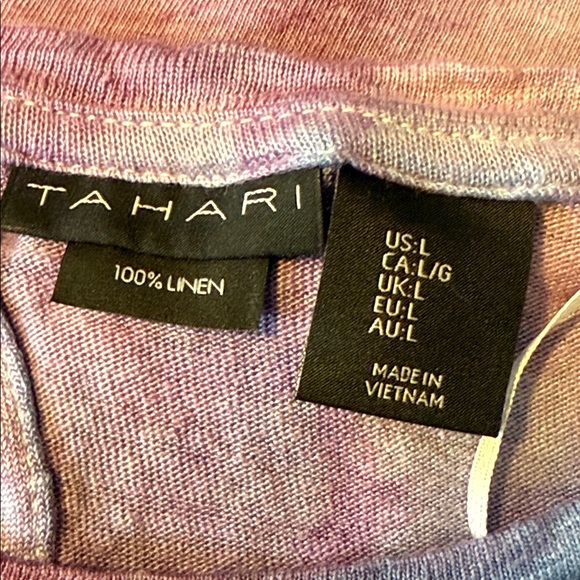 TAHARI
100% LINEN
US:L
CA:L/G
UK:L
EU:L
AU:L
MADE IN
VIETNAM